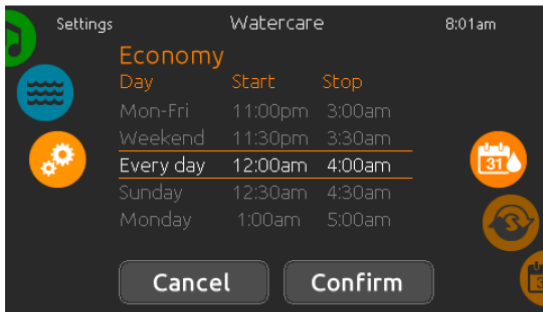 Settings Watercare 8:01am
Economy
Day Start Stop
Mon-Fri 11:00pm 3:00am
Weekend 11:30pm 3:30am
Every day 12:00am 4:00am
31
Sunday 12:30am 4:30am
Monday 1:00am 5:00am
Cancel Confirm